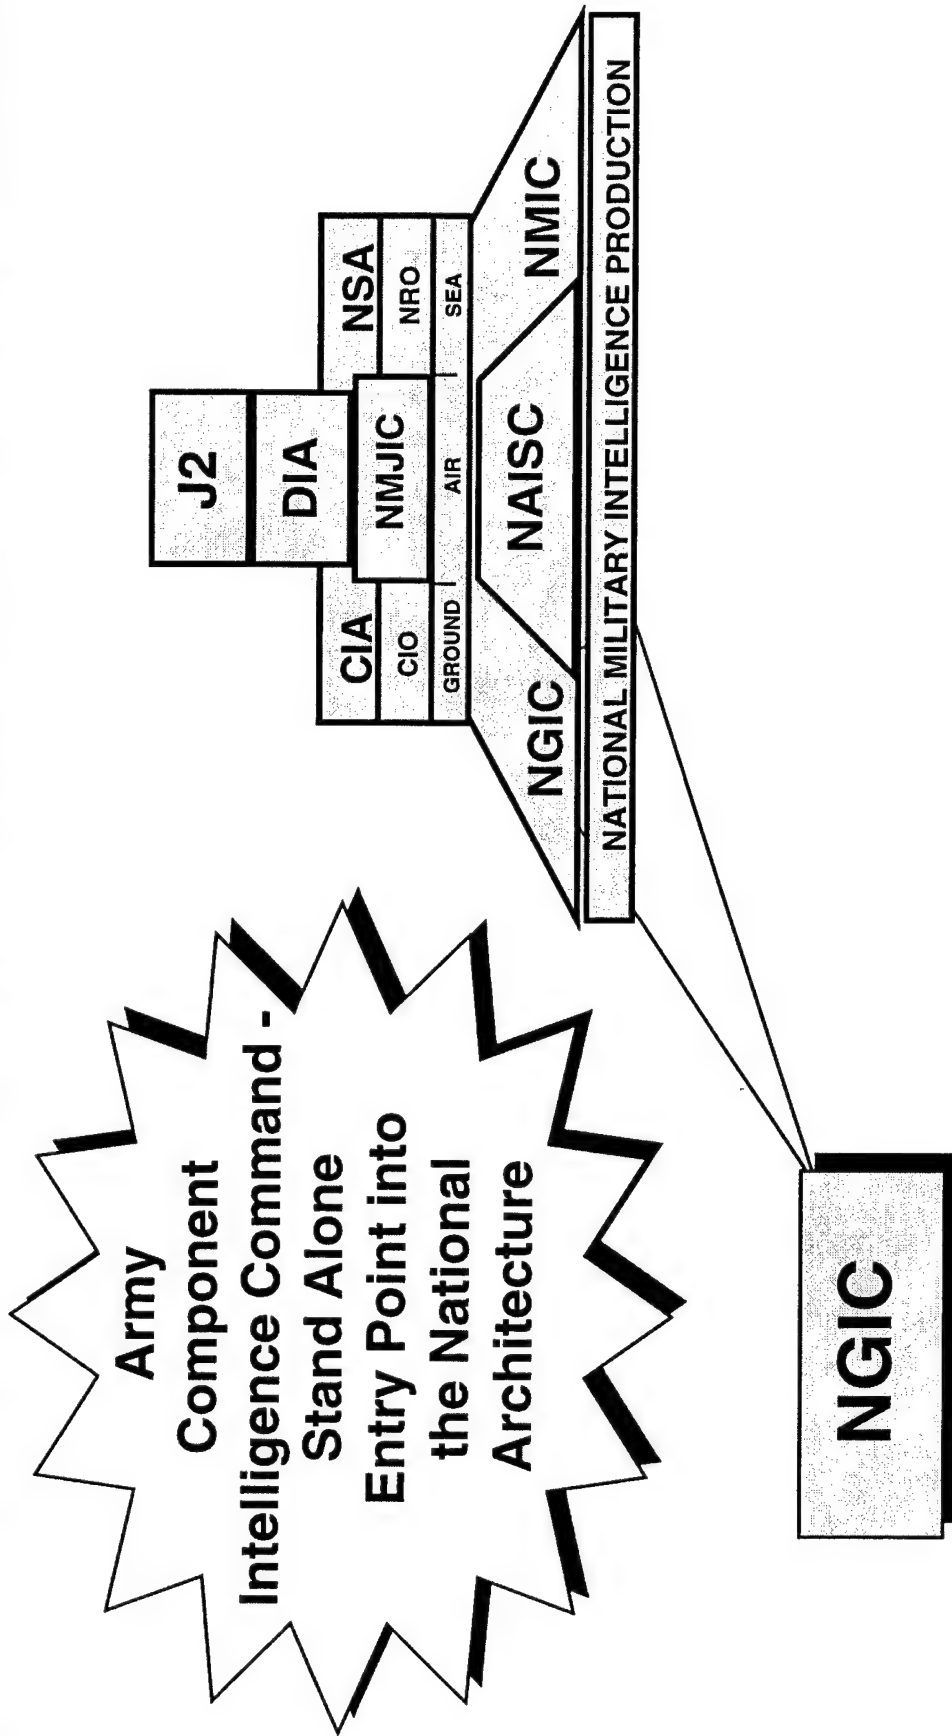 Army
Component
Intelligence Command -
Stand Alone
Entry Point into
the National
Architecture
NGIC
J2
DIA
CIA
NMJIC
NSA
CIO
NRO
GROUND
AIR
SEA
NGIC
NAISC
NMIC
NATIONAL MILITARY INTELLIGENCE PRODUCTION